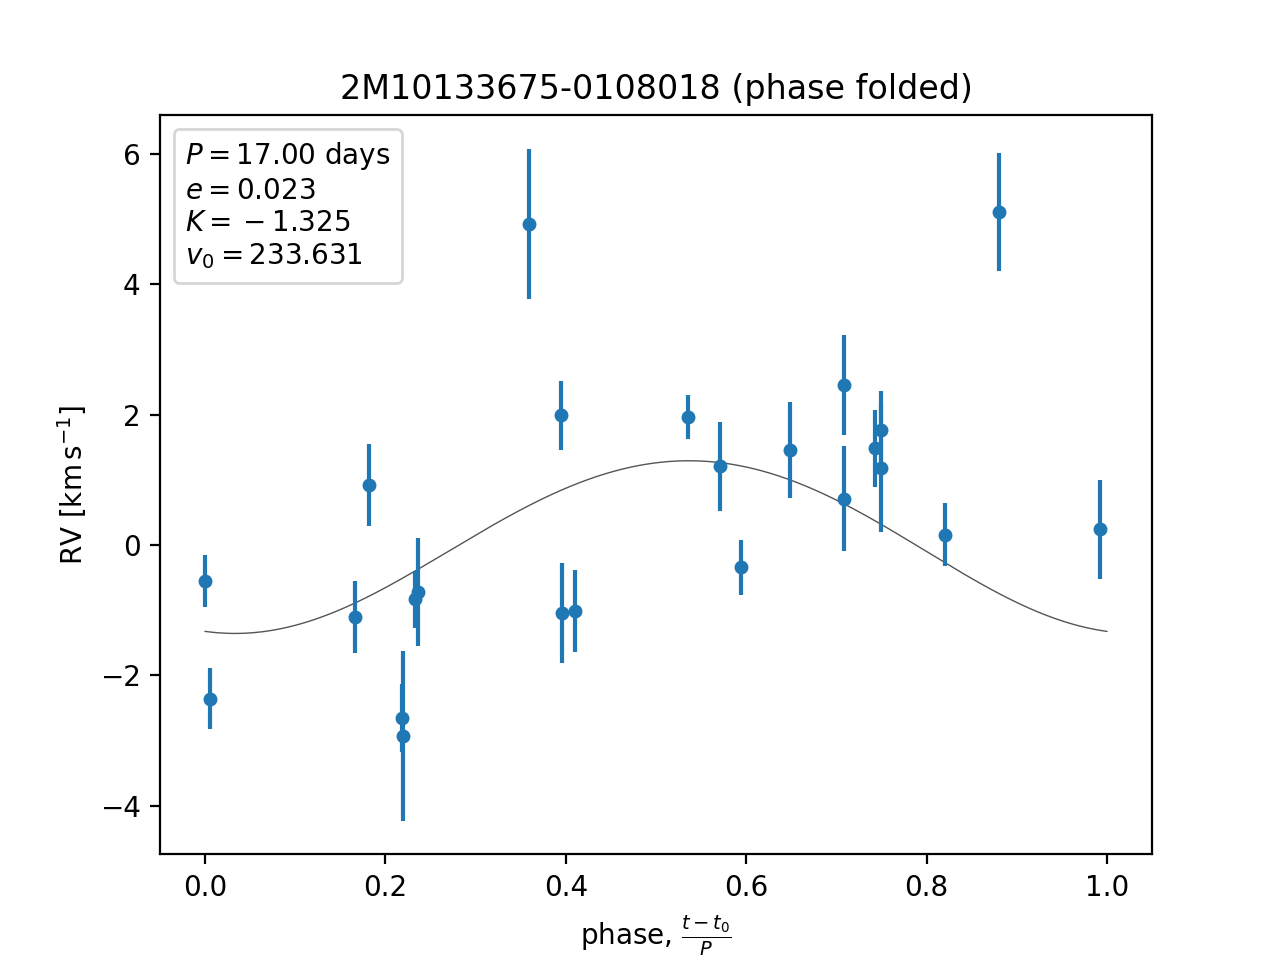 2M10133675-0108018 (phase folded)
P = 17.00 days
e = 0.023
K = −1.325
v₀ = 233.631
6
4
2
0
−2
−4
RV [km s⁻¹]
0.0 0.2 0.4 0.6 0.8 1.0
phase, (t − t₀)/P